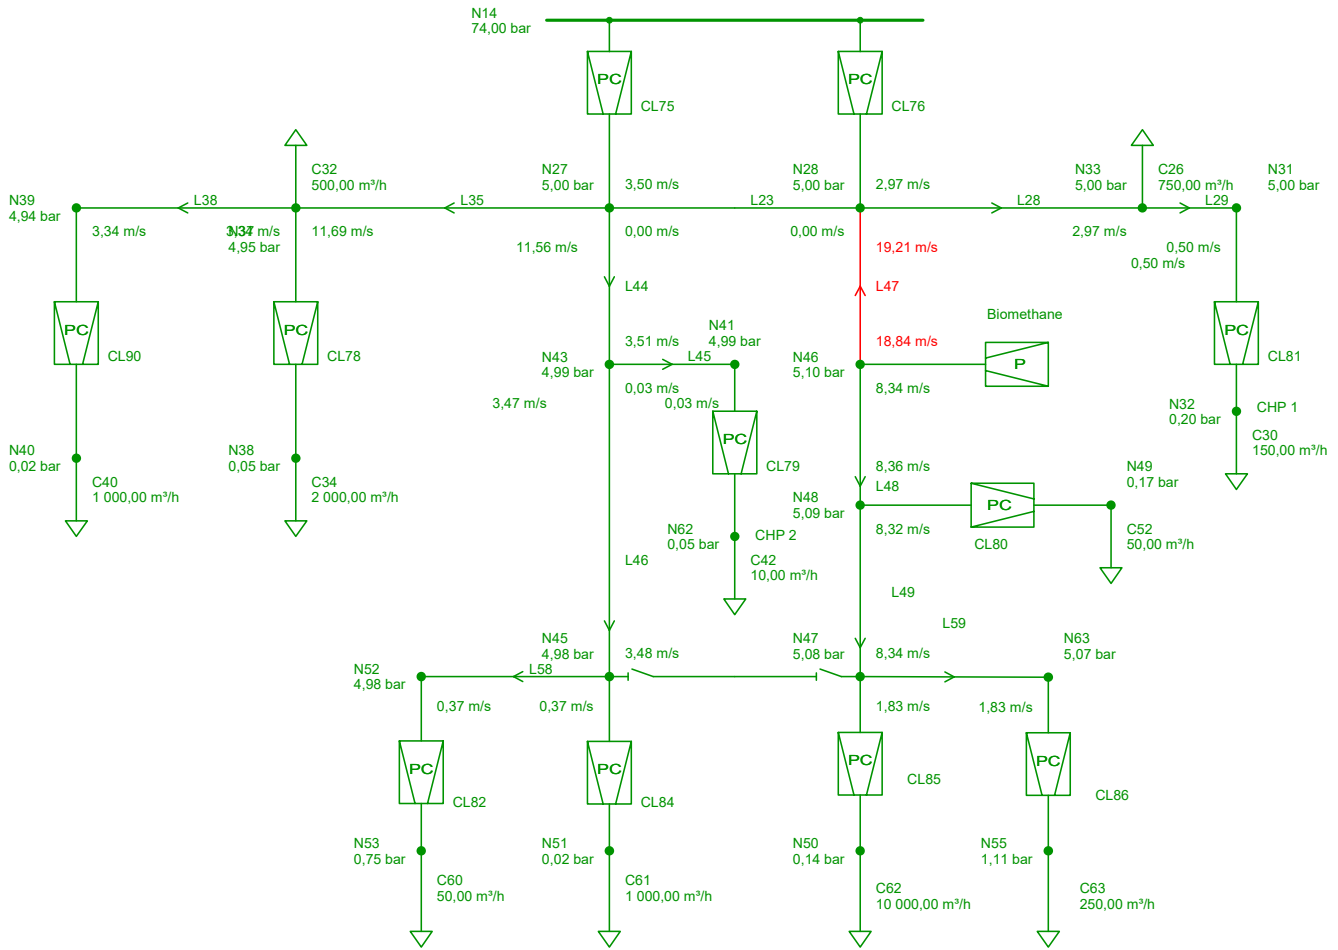 N14
74,00 bar
PC
CL75
PC
CL76
C32
500,00 m³/h
N27
5,00 bar
3,50 m/s
N28
5,00 bar
2,97 m/s
N33
5,00 bar
C26
750,00 m³/h
N31
5,00 bar
N39
4,94 bar
L38
L35
L23
L28
L29
3,34 m/s
N37
4,95 bar
11,69 m/s
11,56 m/s
0,00 m/s
0,00 m/s
19,21 m/s
2,97 m/s
0,50 m/s
0,50 m/s
L44
L47
Biomethane
PC
CL90
PC
CL78
3,51 m/s
N41
4,99 bar
18,84 m/s
PC
CL81
N43
4,99 bar
L45
N46
5,10 bar
P
3,47 m/s
0,03 m/s
0,03 m/s
8,34 m/s
N32
0,20 bar
CHP 1
C30
150,00 m³/h
PC
CL79
N40
0,02 bar
N38
0,05 bar
8,36 m/s
L48
N49
0,17 bar
C40
1 000,00 m³/h
C34
2 000,00 m³/h
N48
5,09 bar
PC
CL80
8,32 m/s
C52
50,00 m³/h
N62
0,05 bar
CHP 2
C42
10,00 m³/h
L46
L49
L59
N45
4,98 bar
3,48 m/s
N47
5,08 bar
8,34 m/s
N63
5,07 bar
N52
4,98 bar
L58
0,37 m/s
0,37 m/s
1,83 m/s
1,83 m/s
PC
CL82
PC
CL84
PC
CL85
PC
CL86
N53
0,75 bar
N51
0,02 bar
N50
0,14 bar
N55
1,11 bar
C60
50,00 m³/h
C61
1 000,00 m³/h
C62
10 000,00 m³/h
C63
250,00 m³/h